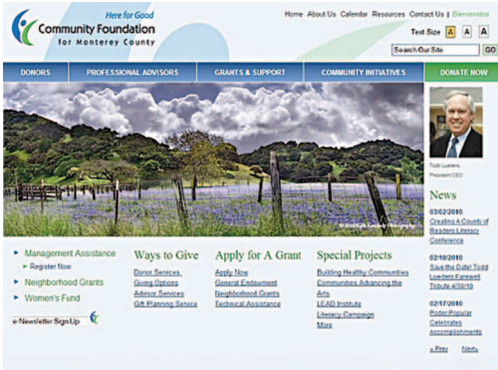 Here for Good
Community Foundation
for Monterey County
Home About Us Calendar Resources Contact Us | Bienvenidos
Text Size A A A
Search Our Site GO
DONORS PROFESSIONAL ADVISORS GRANTS & SUPPORT COMMUNITY INITIATIVES DONATE NOW
Todd Lueders,
President/CEO
News
03/02/2010
Creating A County of
Readers Literacy
Conference
02/18/2010
Save the Date! Todd
Lueders Farewell
Tribute 4/30/10
02/17/2010
Poder Popular
Celebrates
Accomplishments
« Prev Next»
Management Assistance
Register Now
Neighborhood Grants
Women's Fund
e-Newsletter Sign Up
Ways to Give
Donor Services
Giving Options
Advisor Services
Gift Planning Service
Apply for A Grant
Apply Now
General Endowment
Neighborhood Grants
Technical Assistance
Special Projects
Building Healthy Communities
Communities Advancing the
Arts
LEAD Institute
Literacy Campaign
More